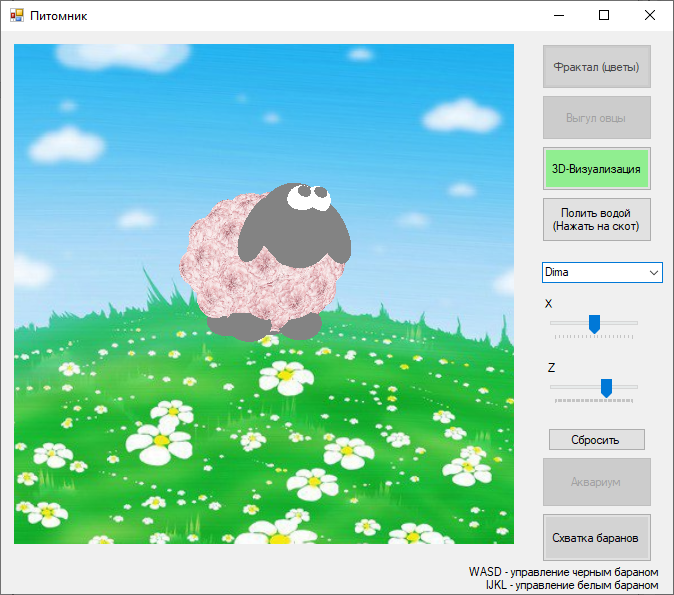 Питомник
Фрактал (цветы)
Выгул овцы
3D-Визуализация
Полить водой
(Нажать на скот)
Dima
X
Z
Сбросить
Аквариум
Схватка баранов
WASD - управление черным бараном
IJKL - управление белым бараном